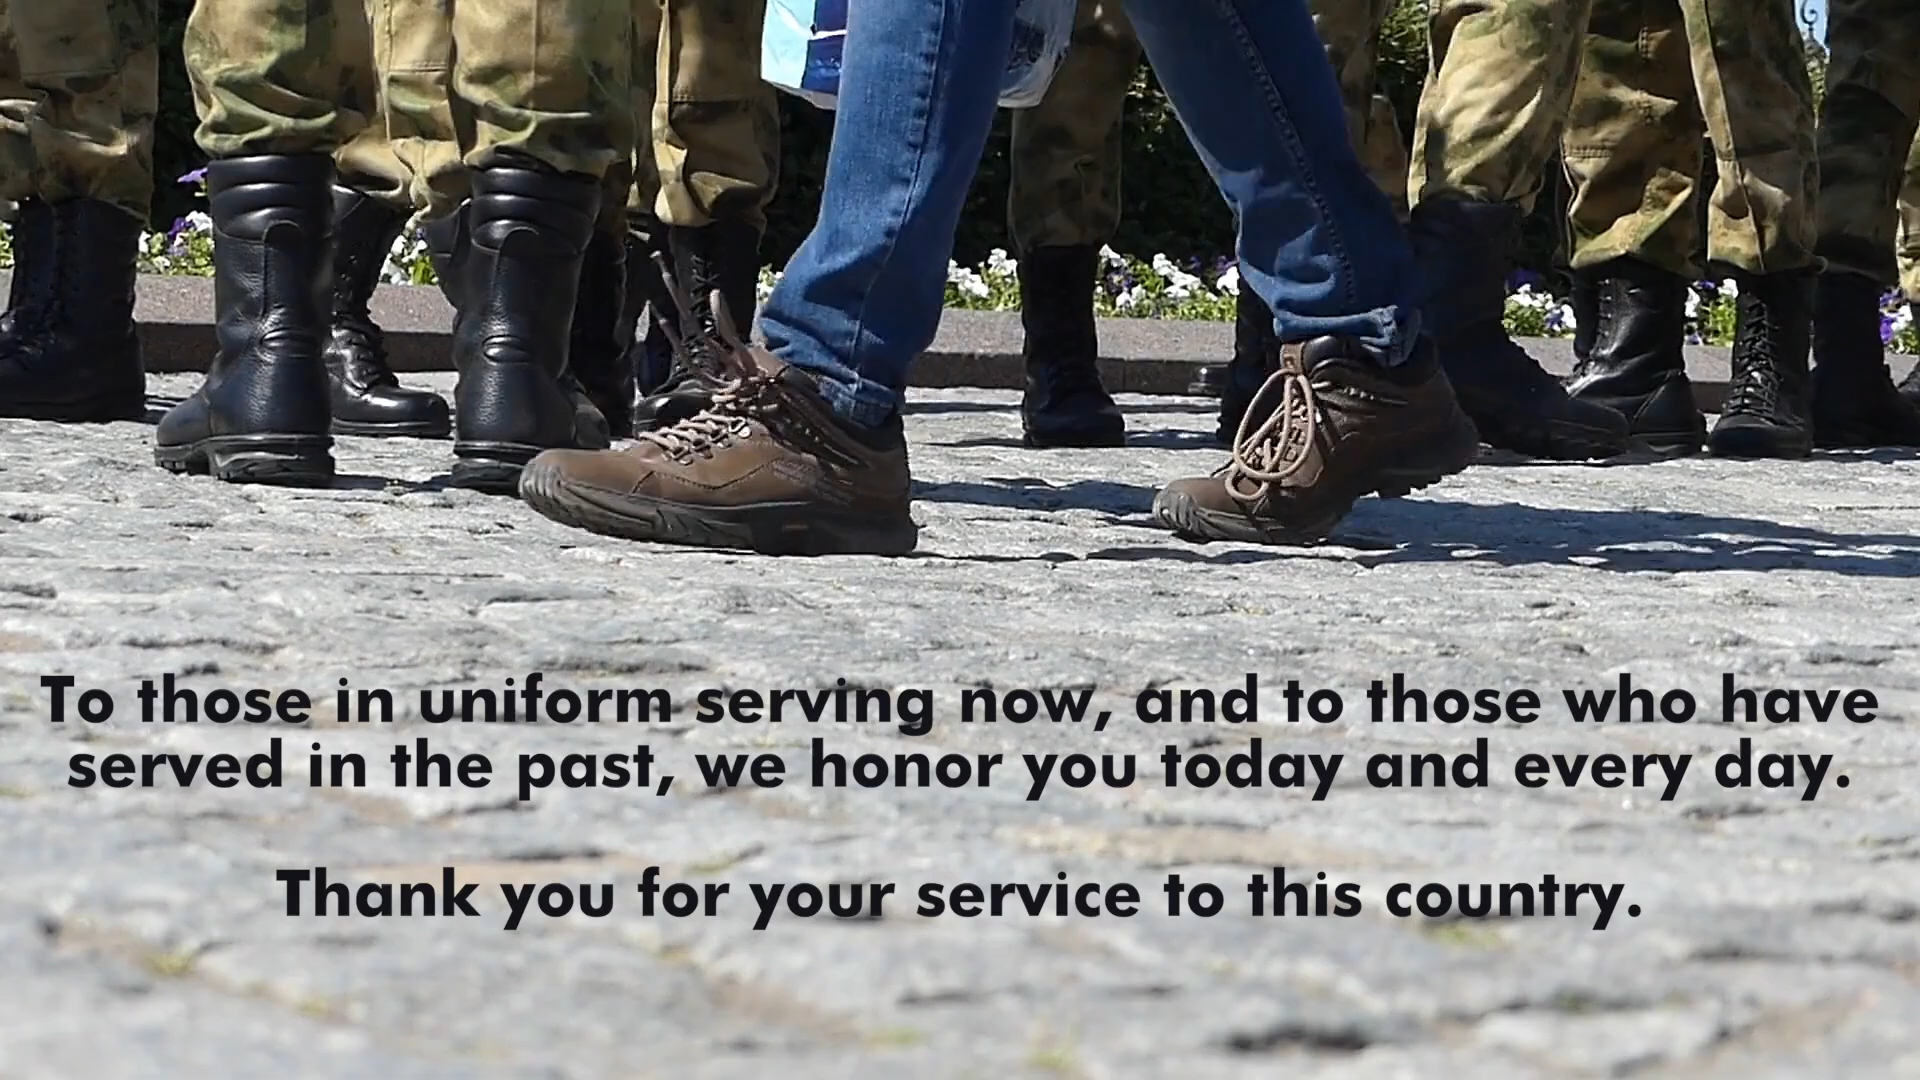 To those in uniform serving now, and to those who have
served in the past, we honor you today and every day.
Thank you for your service to this country.